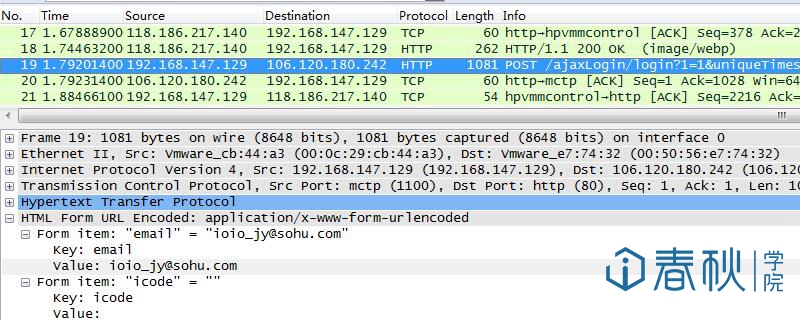 No. Time Source Destination Protocol Length Info
17 1.67888900 118.186.217.140 192.168.147.129 TCP 60 http→hpvmmcontrol [ACK] Seq=378 Ack=2
18 1.74463200 118.186.217.140 192.168.147.129 HTTP 262 HTTP/1.1 200 OK (image/webp)
19 1.79201400 192.168.147.129 106.120.180.242 HTTP 1081 POST /ajaxLogin/login?1=1&uniqueTimes
20 1.79231400 106.120.180.242 192.168.147.129 TCP 60 http→mctp [ACK] Seq=1 Ack=1028 Win=64
21 1.88466100 192.168.147.129 118.186.217.140 TCP 54 hpvmmcontrol→http [ACK] Seq=2216 Ack=
Frame 19: 1081 bytes on wire (8648 bits), 1081 bytes captured (8648 bits) on interface 0
Ethernet II, Src: Vmware_cb:44:a3 (00:0c:29:cb:44:a3), Dst: Vmware_e7:74:32 (00:50:56:e7:74:32)
Internet Protocol Version 4, Src: 192.168.147.129 (192.168.147.129), Dst: 106.120.180.242 (106.120
Transmission Control Protocol, Src Port: mctp (1100), Dst Port: http (80), Seq: 1, Ack: 1, Len: 10
Hypertext Transfer Protocol
HTML Form URL Encoded: application/x-www-form-urlencoded
Form item: "email" = "ioio_jy@sohu.com"
Key: email
Value: ioio_jy@sohu.com
Form item: "icode" = ""
Key: icode
Value:
春秋学院